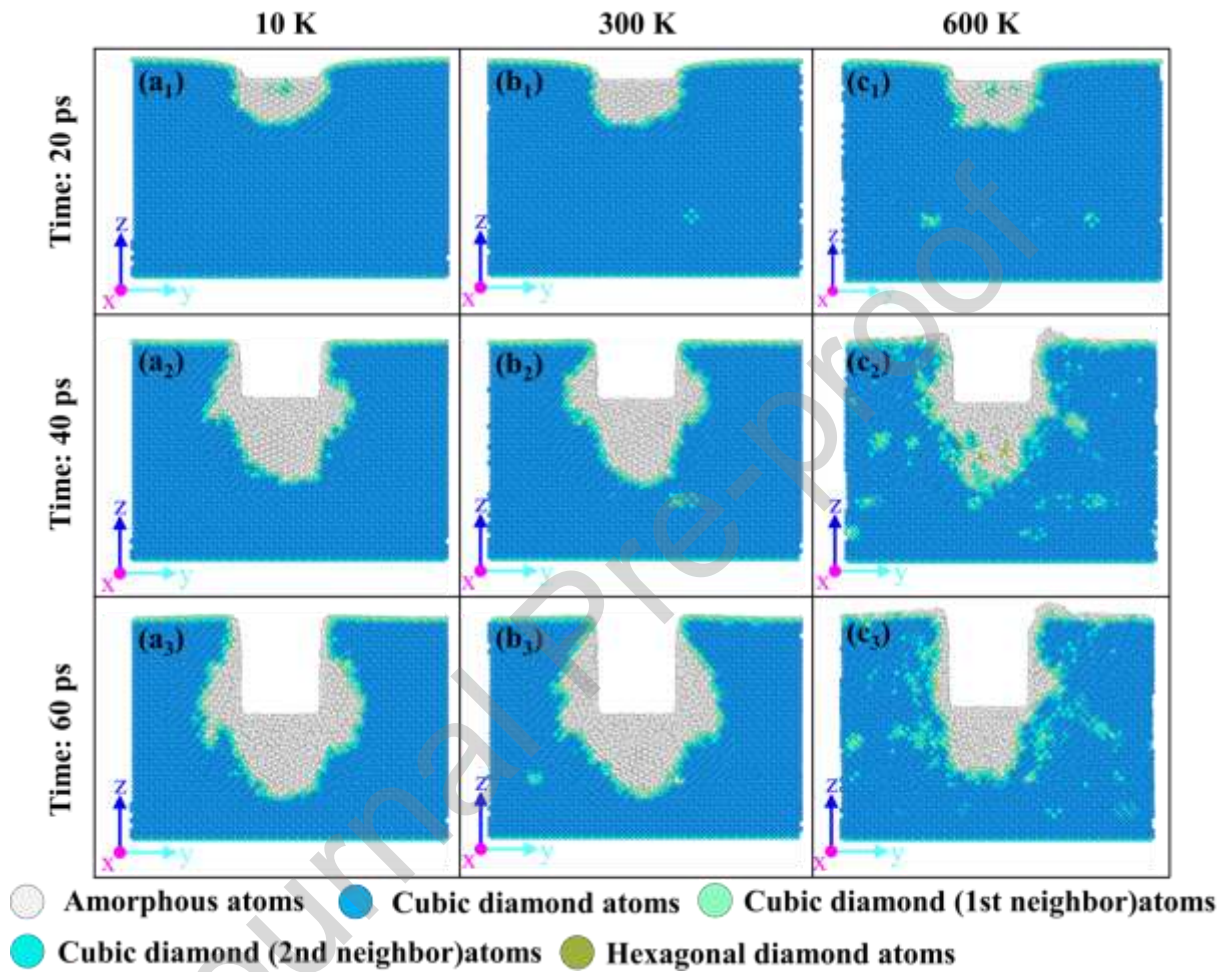 10 K 300 K 600 K
Time: 20 ps
(a1) (b1) (c1)
z z z
x y x y x y
Time: 40 ps
(a2) (b2) (c2)
z z z
x y x y x y
Time: 60 ps
(a3) (b3) (c3)
z z z
x y x y x y
Amorphous atoms Cubic diamond atoms Cubic diamond (1st neighbor)atoms
Cubic diamond (2nd neighbor)atoms Hexagonal diamond atoms
Journal Pre-proof